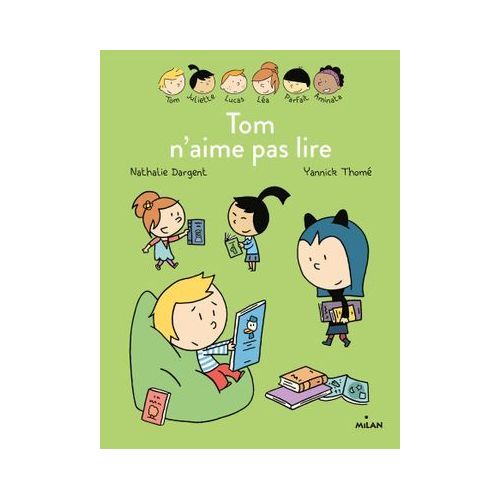 Tom Juliette Lucas Léa Parfait Aminata
Tom
n'aime pas lire
Nathalie Dargent Yannick Thomé
MILAN